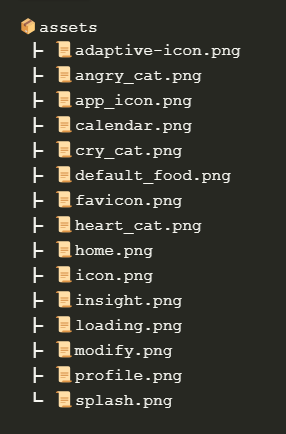 assets
adaptive-icon.png
angry_cat.png
app_icon.png
calendar.png
cry_cat.png
default_food.png
favicon.png
heart_cat.png
home.png
icon.png
insight.png
loading.png
modify.png
profile.png
splash.png